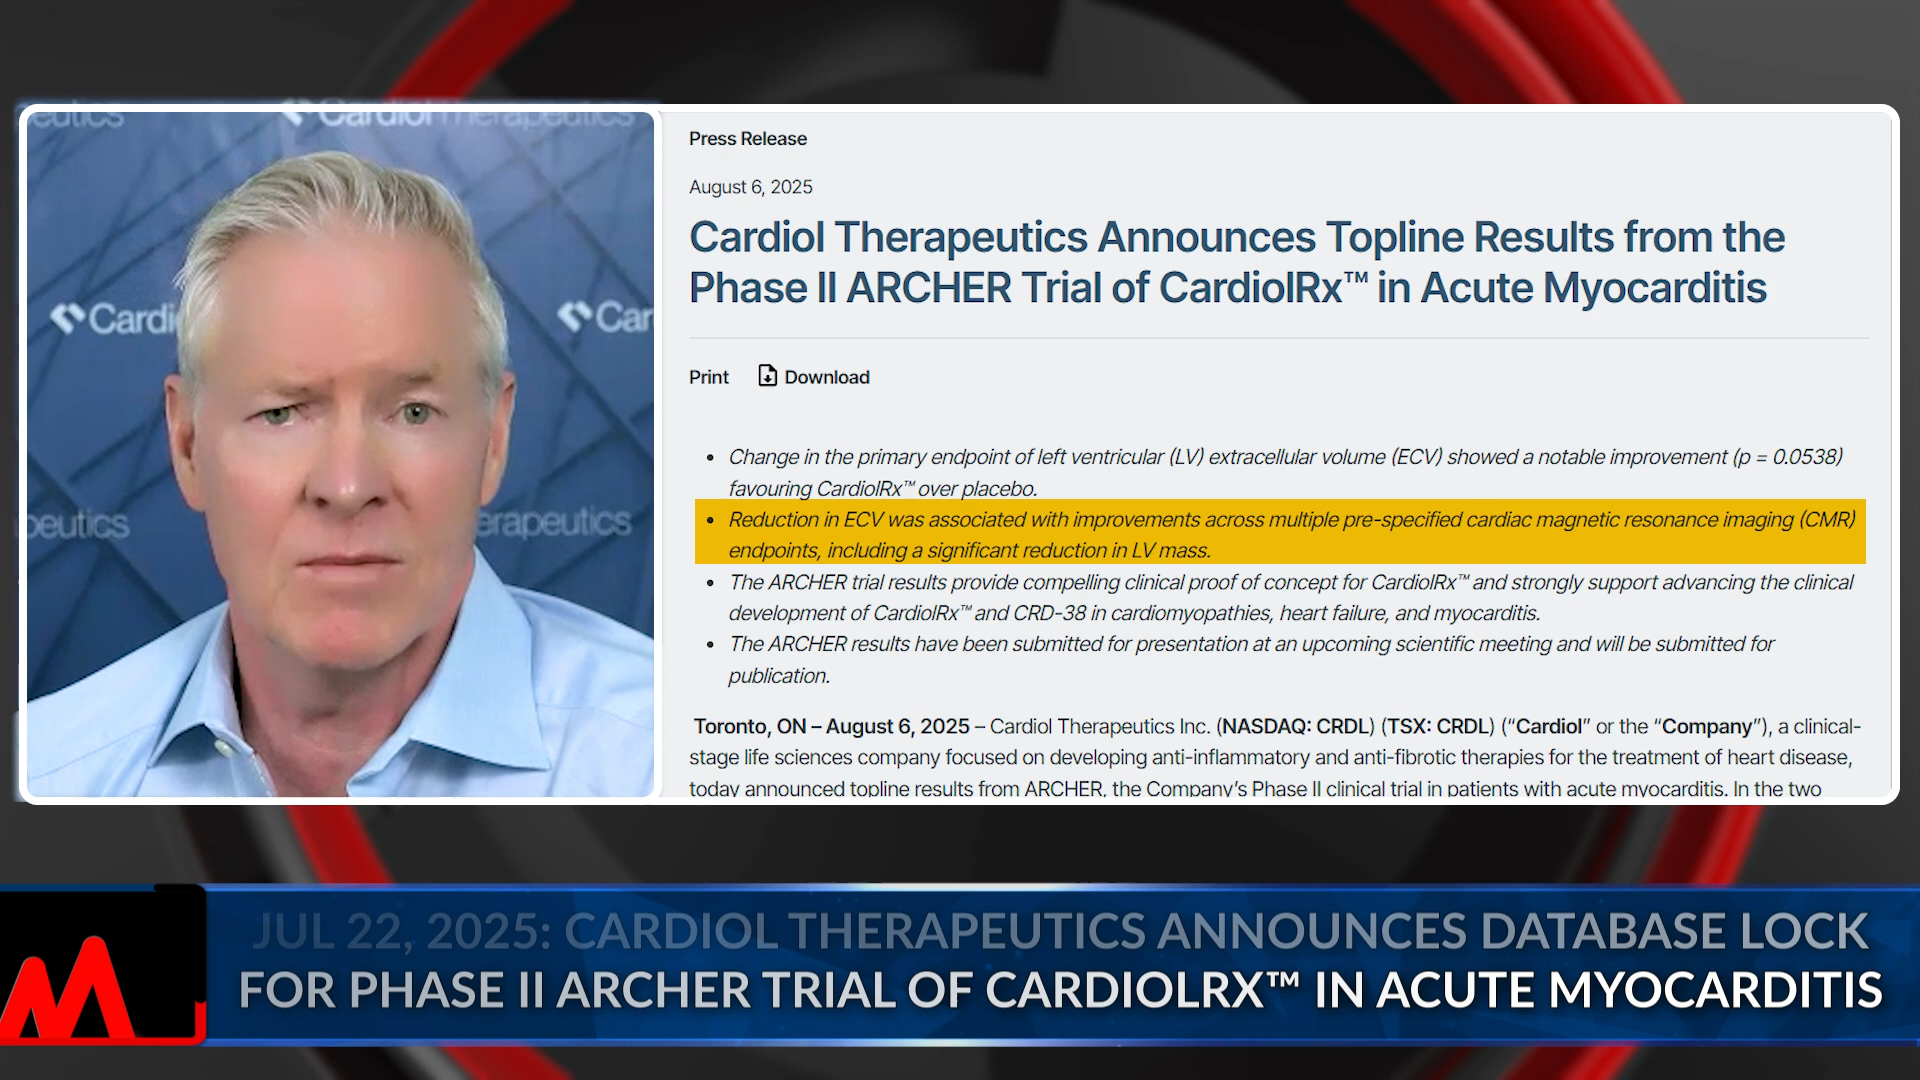 peutics
Cardiol Therapeutics
Cardi
Car
peutics
erapeutics
Press Release
August 6, 2025
Cardiol Therapeutics Announces Topline Results from the
Phase II ARCHER Trial of CardiolRx™ in Acute Myocarditis
Print Download
• Change in the primary endpoint of left ventricular (LV) extracellular volume (ECV) showed a notable improvement (p = 0.0538)
favouring CardiolRx™ over placebo.
• Reduction in ECV was associated with improvements across multiple pre-specified cardiac magnetic resonance imaging (CMR)
endpoints, including a significant reduction in LV mass.
• The ARCHER trial results provide compelling clinical proof of concept for CardiolRx™ and strongly support advancing the clinical
development of CardiolRx™ and CRD-38 in cardiomyopathies, heart failure, and myocarditis.
• The ARCHER results have been submitted for presentation at an upcoming scientific meeting and will be submitted for
publication.
Toronto, ON – August 6, 2025 – Cardiol Therapeutics Inc. (NASDAQ: CRDL) (TSX: CRDL) (“Cardiol” or the “Company”), a clinical-
stage life sciences company focused on developing anti-inflammatory and anti-fibrotic therapies for the treatment of heart disease,
today announced topline results from ARCHER, the Company’s Phase II clinical trial in patients with acute myocarditis. In the two
JUL 22, 2025: CARDIOL THERAPEUTICS ANNOUNCES DATABASE LOCK
FOR PHASE II ARCHER TRIAL OF CARDIOLRX™ IN ACUTE MYOCARDITIS